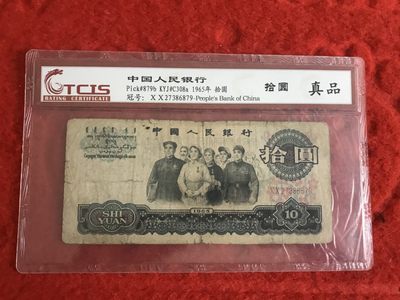 TCIS
RATING CERTIFICATE
中国人民银行
Pick#879b KYJ#C308a 1965年 拾圆
冠号: XX27386879-People's Bank of China
拾圆 真品
中国人民银行
拾圆
XX27386879
1965
SHI
YUAN
10